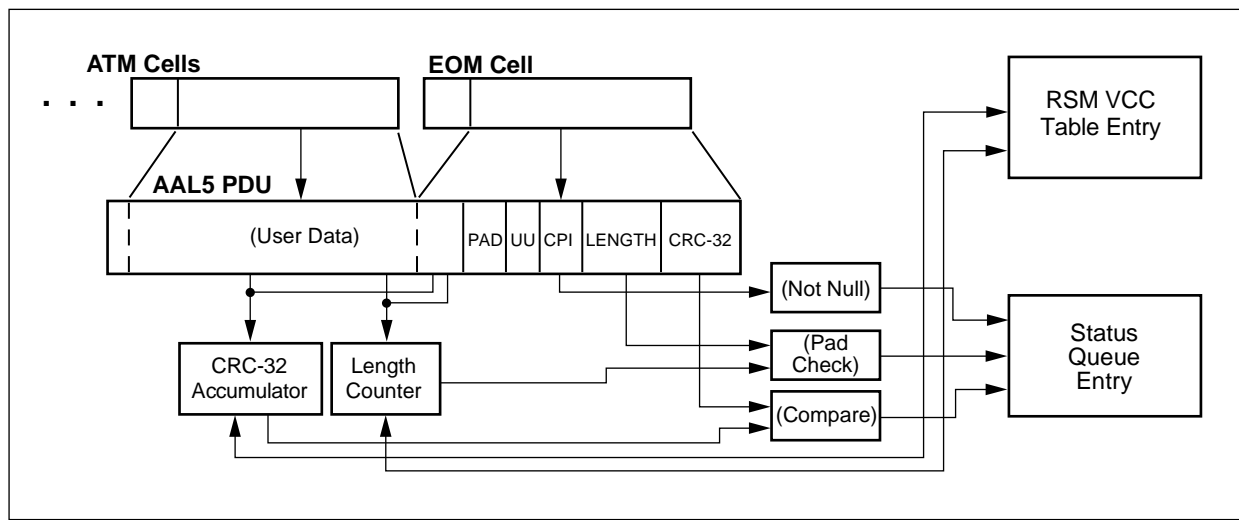 ATM Cells
EOM Cell
. . .
RSM VCC
Table Entry
AAL5 PDU
(User Data)
PAD
UU
CPI
LENGTH
CRC-32
(Not Null)
(Pad
Check)
(Compare)
CRC-32
Accumulator
Length
Counter
Status
Queue
Entry